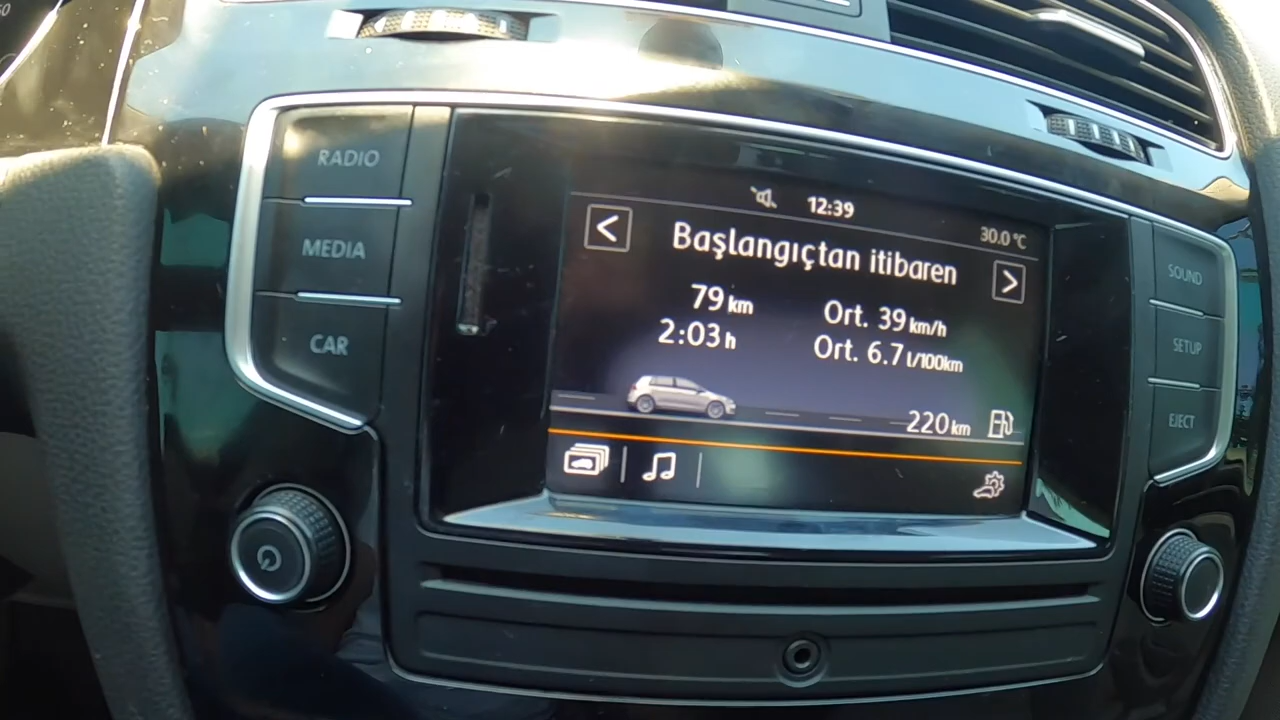 RADIO
MEDIA
CAR
12:39
30.0 °C
<
Başlangıçtan itibaren
>
79 km
Ort. 39 km/h
2:03 h
Ort. 6.7 l/100km
220 km
SOUND
SETUP
EJECT